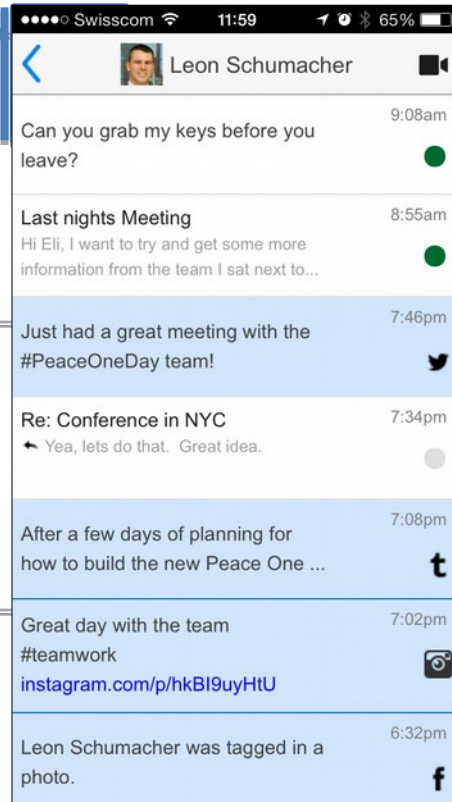 Swisscom 11:59 65%
Leon Schumacher
9:08am
Can you grab my keys before you
leave?
Last nights Meeting 8:55am
Hi Eli, I want to try and get some more
information from the team I sat next to...
7:46pm
Just had a great meeting with the
#PeaceOneDay team!
Re: Conference in NYC 7:34pm
Yea, lets do that. Great idea.
7:08pm
After a few days of planning for
how to build the new Peace One ...
Great day with the team 7:02pm
#teamwork
instagram.com/p/hkBI9uyHtU
6:32pm
Leon Schumacher was tagged in a
photo.